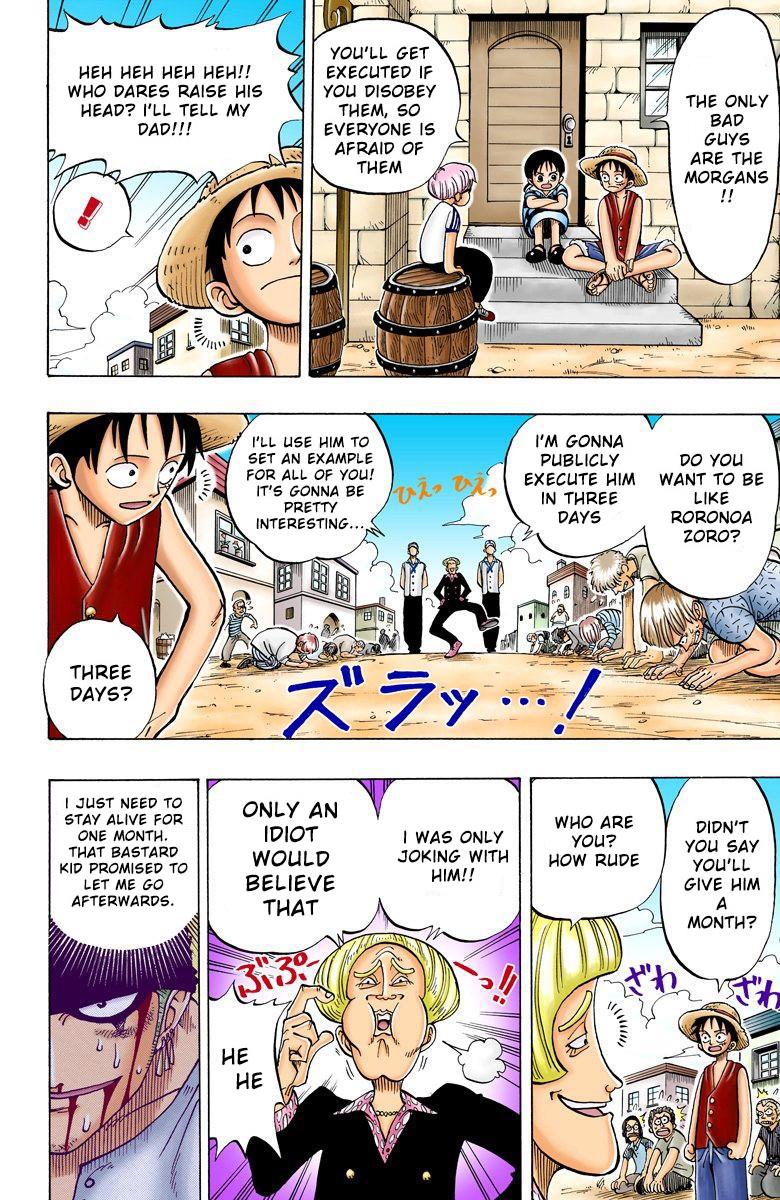 THE ONLY
BAD
GUYS
ARE THE
MORGANS
!!
YOU'LL GET
EXECUTED IF
YOU DISOBEY
THEM, SO
EVERYONE IS
AFRAID OF
THEM
HEH HEH HEH HEH!!
WHO DARES RAISE HIS
HEAD? I'LL TELL MY
DAD!!!
!
DO YOU
WANT TO BE
LIKE
RORONOA
ZORO?
I'M GONNA
PUBLICLY
EXECUTE HIM
IN THREE
DAYS
ひえっ ひえっ
I'LL USE HIM TO
SET AN EXAMPLE
FOR ALL OF YOU!
IT'S GONNA BE
PRETTY
INTERESTING...
ズラッ…!
THREE
DAYS?
DIDN'T
YOU SAY
YOU'LL
GIVE HIM
A
MONTH?
WHO ARE
YOU?
HOW RUDE
ざわ
ざわ
I WAS ONLY
JOKING WITH
HIM!!
ONLY AN
IDIOT
WOULD
BELIEVE
THAT
ぶぷーーっ!!
HE
HE
I JUST NEED TO
STAY ALIVE FOR
ONE MONTH.
THAT BASTARD
KID PROMISED TO
LET ME GO
AFTERWARDS.